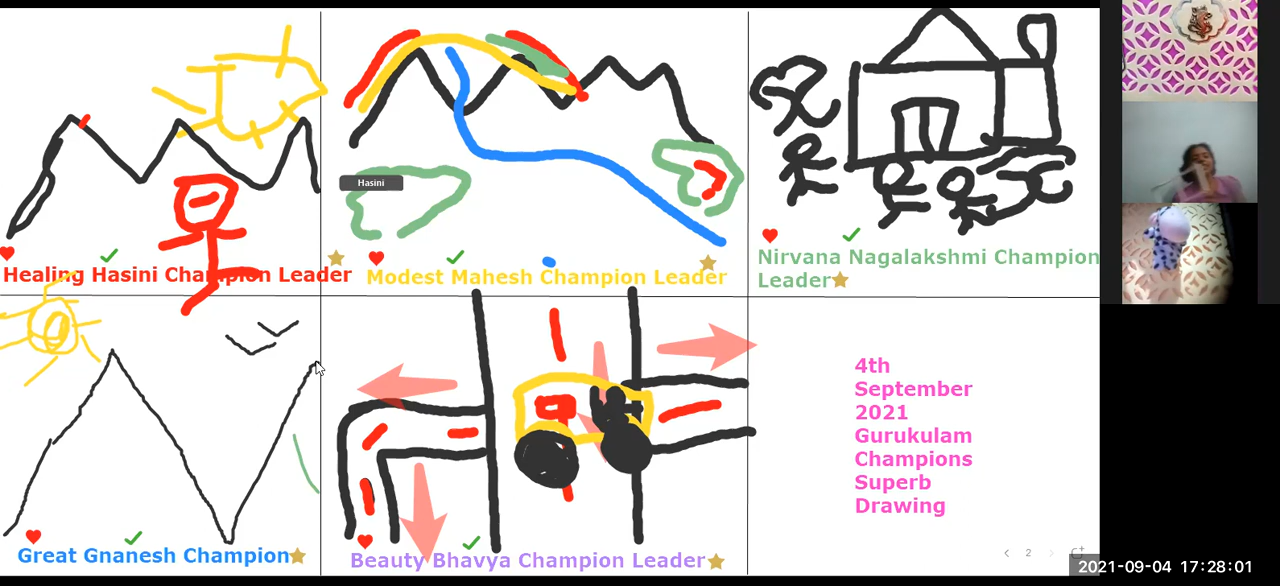 Hasini
Healing Hasini Champion Leader
Modest Mahesh Champion Leader
Nirvana Nagalakshmi Champion
Leader
Great Gnanesh Champion
Beauty Bhavya Champion Leader
4th
September
2021
Gurukulam
Champions
Superb
Drawing
2
2021-09-04 17:28:01